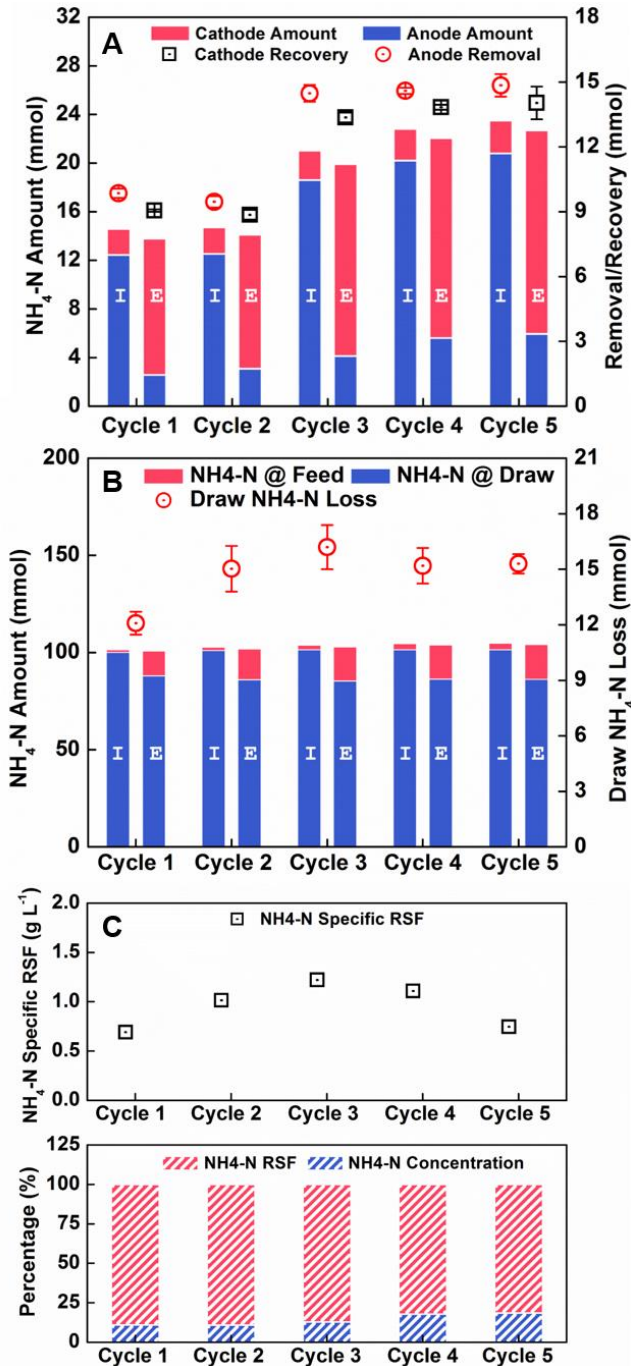 A
Cathode Amount
Anode Amount
Cathode Recovery
Anode Removal
NH₄-N Amount (mmol)
32
28
24
20
16
12
8
4
0
Removal/Recovery (mmol)
18
15
12
9
6
3
0
I E I E I E I E I E
Cycle 1 Cycle 2 Cycle 3 Cycle 4 Cycle 5
B
NH4-N @ Feed
NH4-N @ Draw
Draw NH4-N Loss
NH₄-N Amount (mmol)
200
150
100
50
0
Draw NH₄-N Loss (mmol)
21
18
15
12
9
6
3
0
I E I E I E I E I E
Cycle 1 Cycle 2 Cycle 3 Cycle 4 Cycle 5
C
NH4-N Specific RSF
NH₄-N Specific RSF (g L⁻¹)
2.0
1.5
1.0
0.5
0.0
Cycle 1 Cycle 2 Cycle 3 Cycle 4 Cycle 5
NH4-N RSF
NH4-N Concentration
Percentage (%)
125
100
75
50
25
0
Cycle 1 Cycle 2 Cycle 3 Cycle 4 Cycle 5